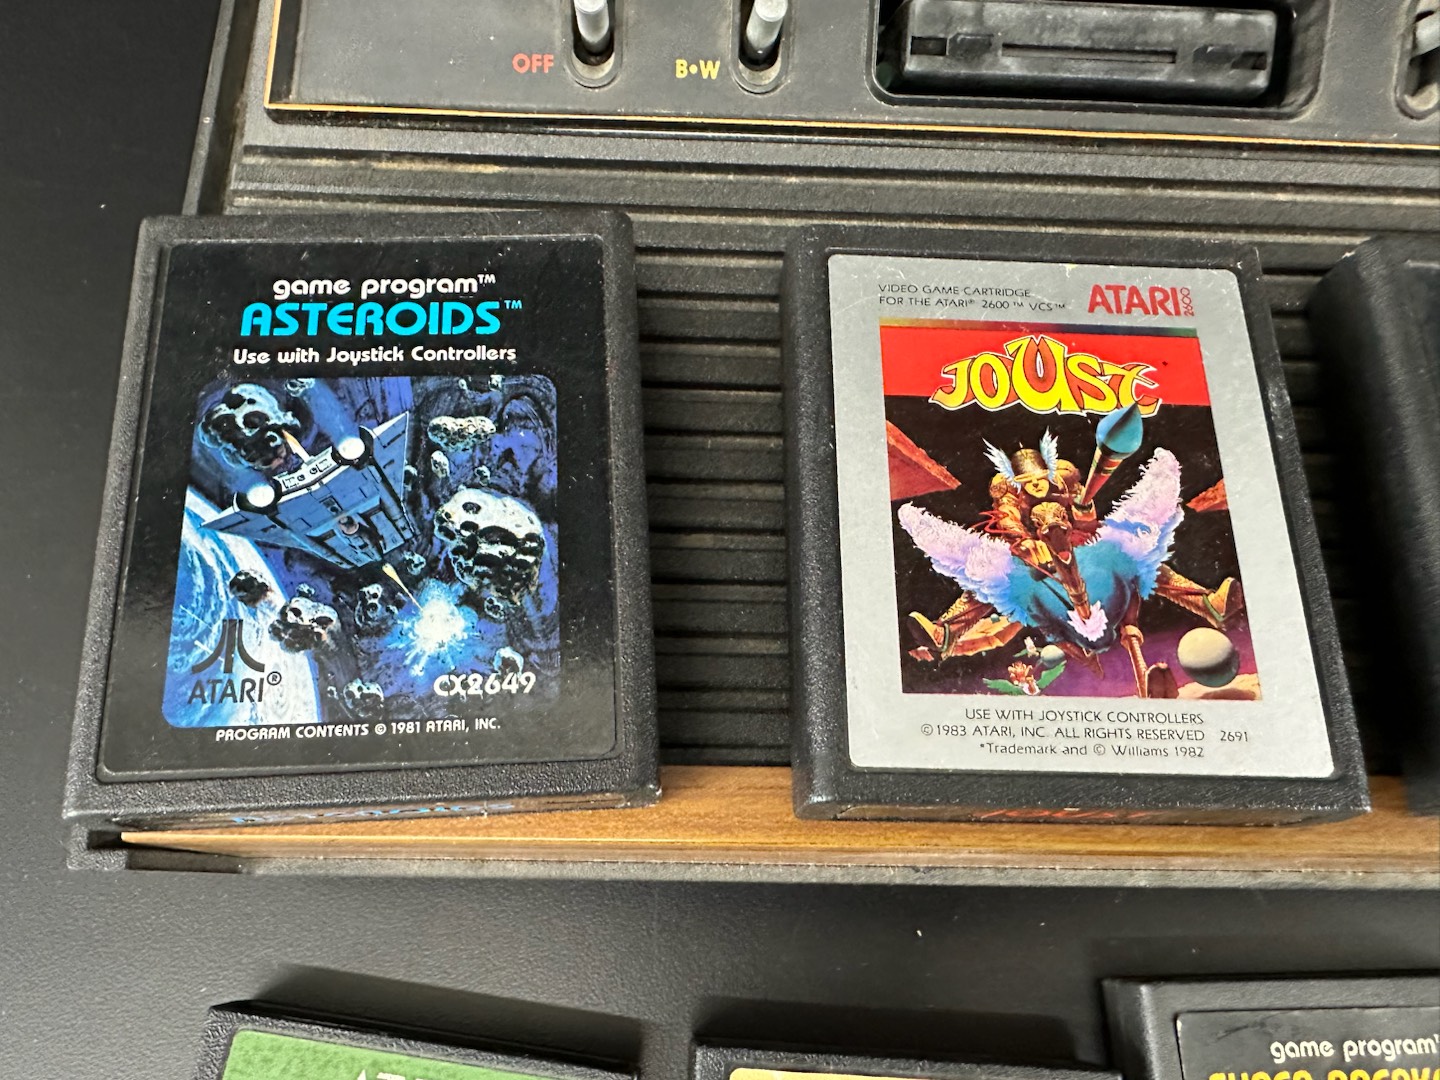 OFF
B•W
game program™
ASTEROIDS™
Use with Joystick Controllers
ATARI®
CX2649
PROGRAM CONTENTS © 1981 ATARI, INC.
VIDEO GAME CARTRIDGE
FOR THE ATARI® 2600™ VCS™
ATARI 2600
JOUST*
USE WITH JOYSTICK CONTROLLERS
© 1983 ATARI, INC. ALL RIGHTS RESERVED 2691
*Trademark and © Williams 1982
JOUST
game program™
SUPER